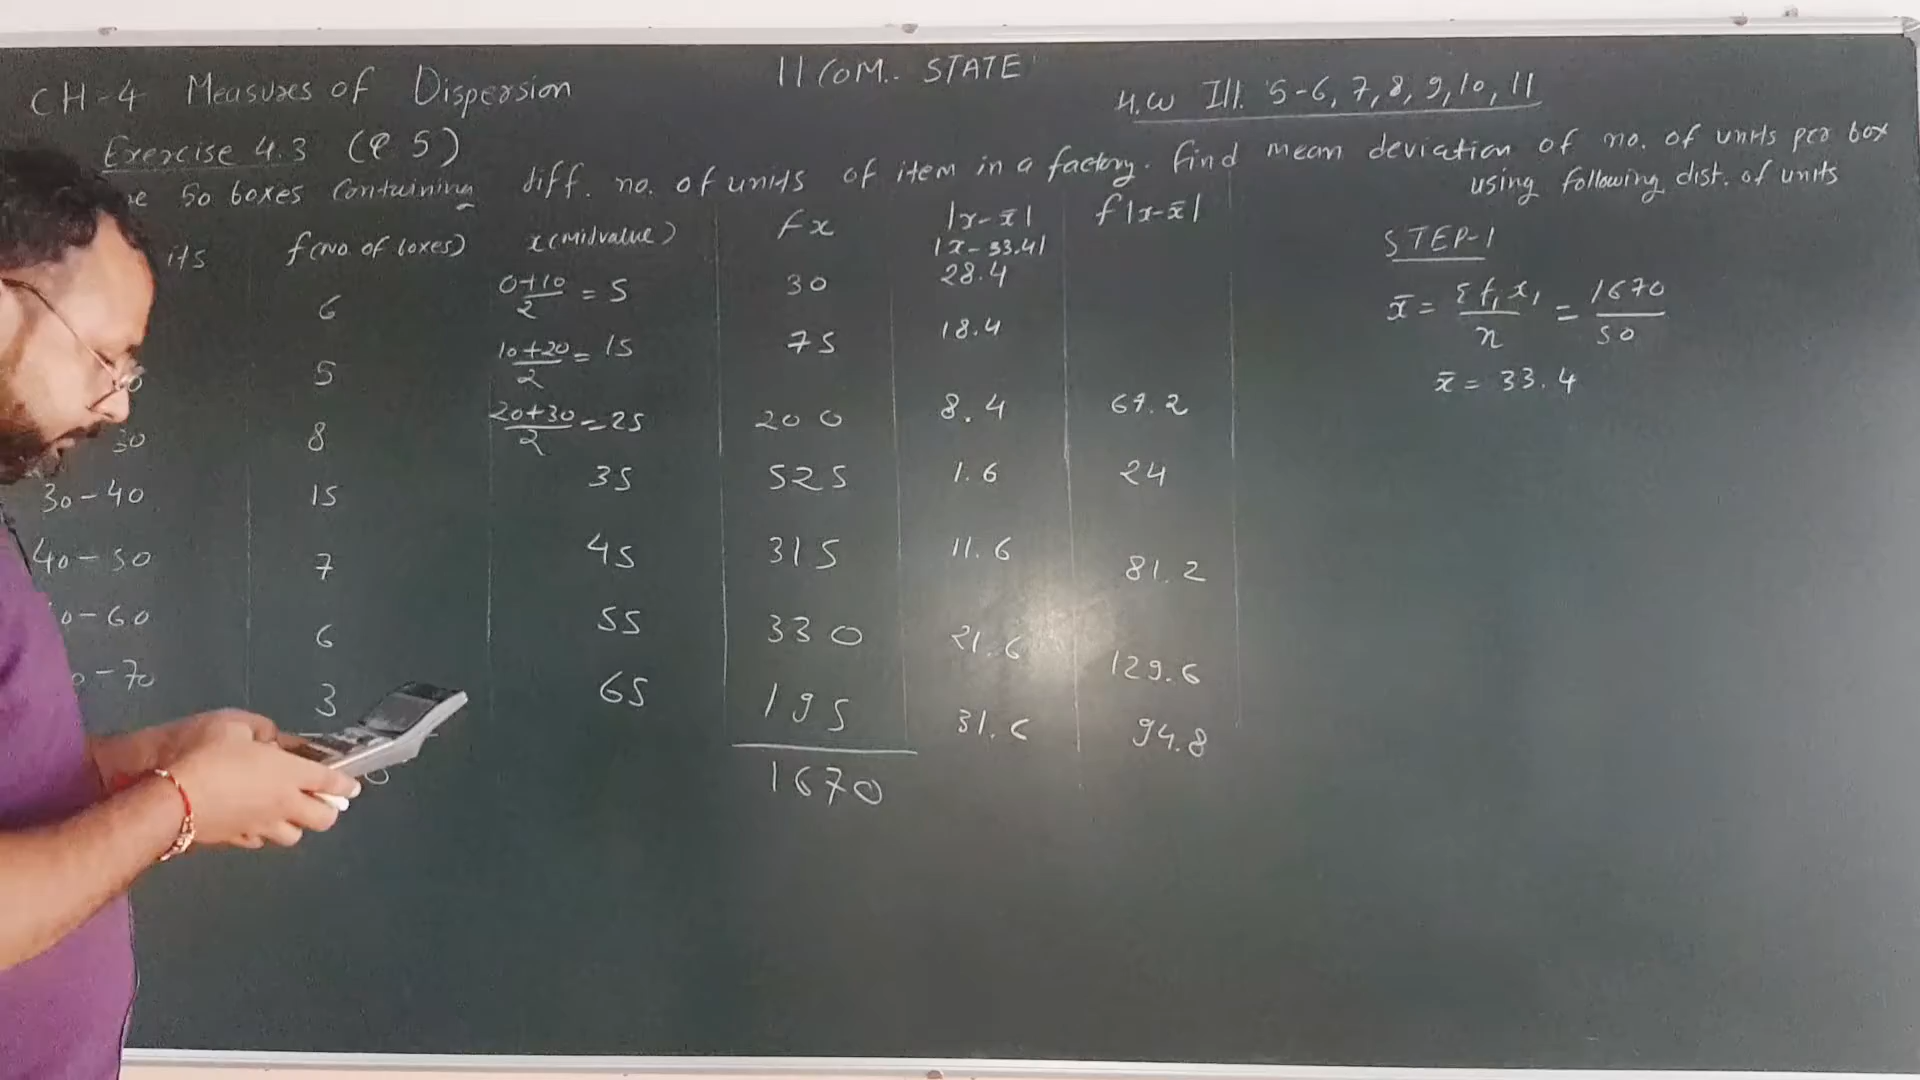 11 COM.. STATE
CH-4 Measures of Dispersion
H.W Ill. 5-6, 7, 8, 9, 10, 11
Exercise 4.3 (Q 5)
50 boxes containing diff. no. of units of item in a factory. Find mean deviation of no. of units per box
using following dist. of units
f(no. of boxes) x(midvalue) fx |x-x̄| f|x-x̄|
|x-33.4|
6 0+10/2 = 5 30 28.4
5 10+20/2 = 15 75 18.4
30 8 20+30/2 = 25 200 8.4 67.2
30-40 15 35 525 1.6 24
40-50 7 45 315 11.6 81.2
0-60 6 55 330 21.6 129.6
-70 3 65 195 31.6 94.8
0 1670
STEP-1
x̄ = Σf₁x₁/n = 1670/50
x̄ = 33.4